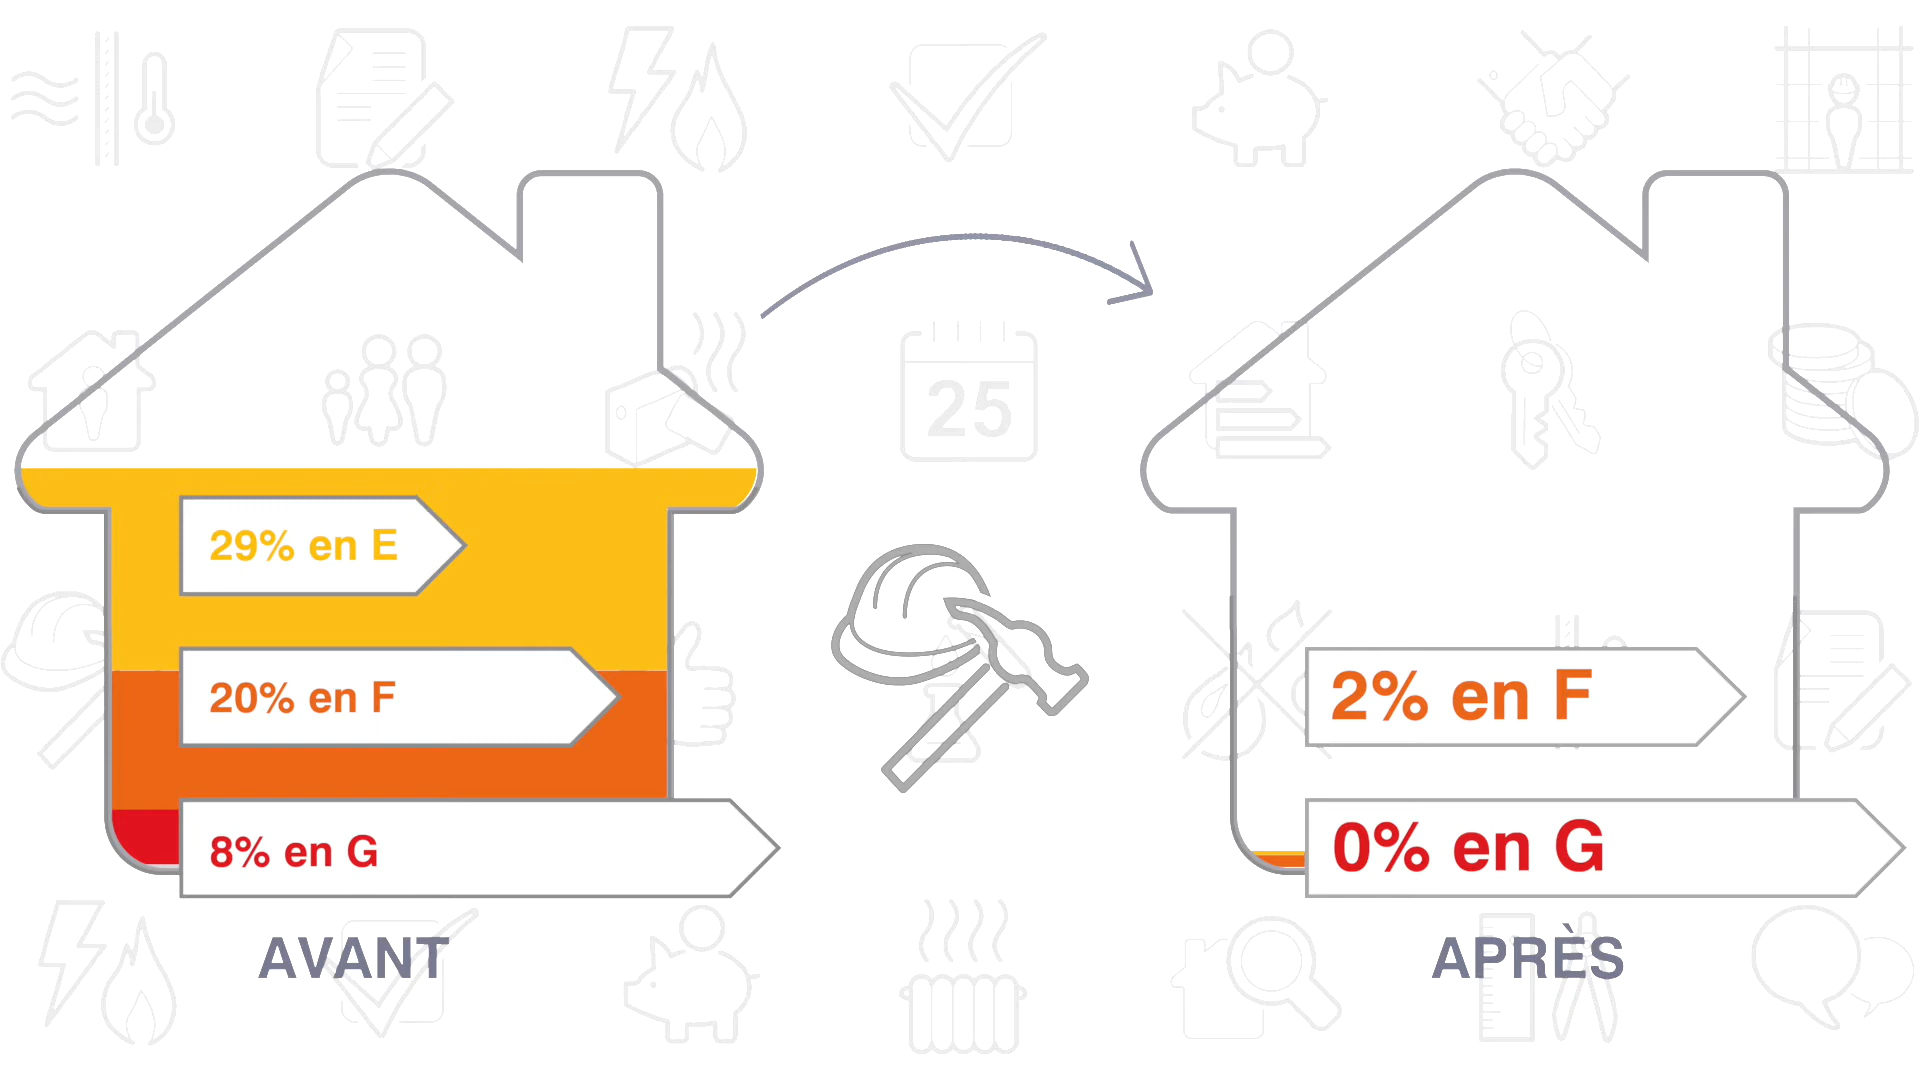 25
29% en E
20% en F
2% en F
8% en G
0% en G
AVANT
APRÈS